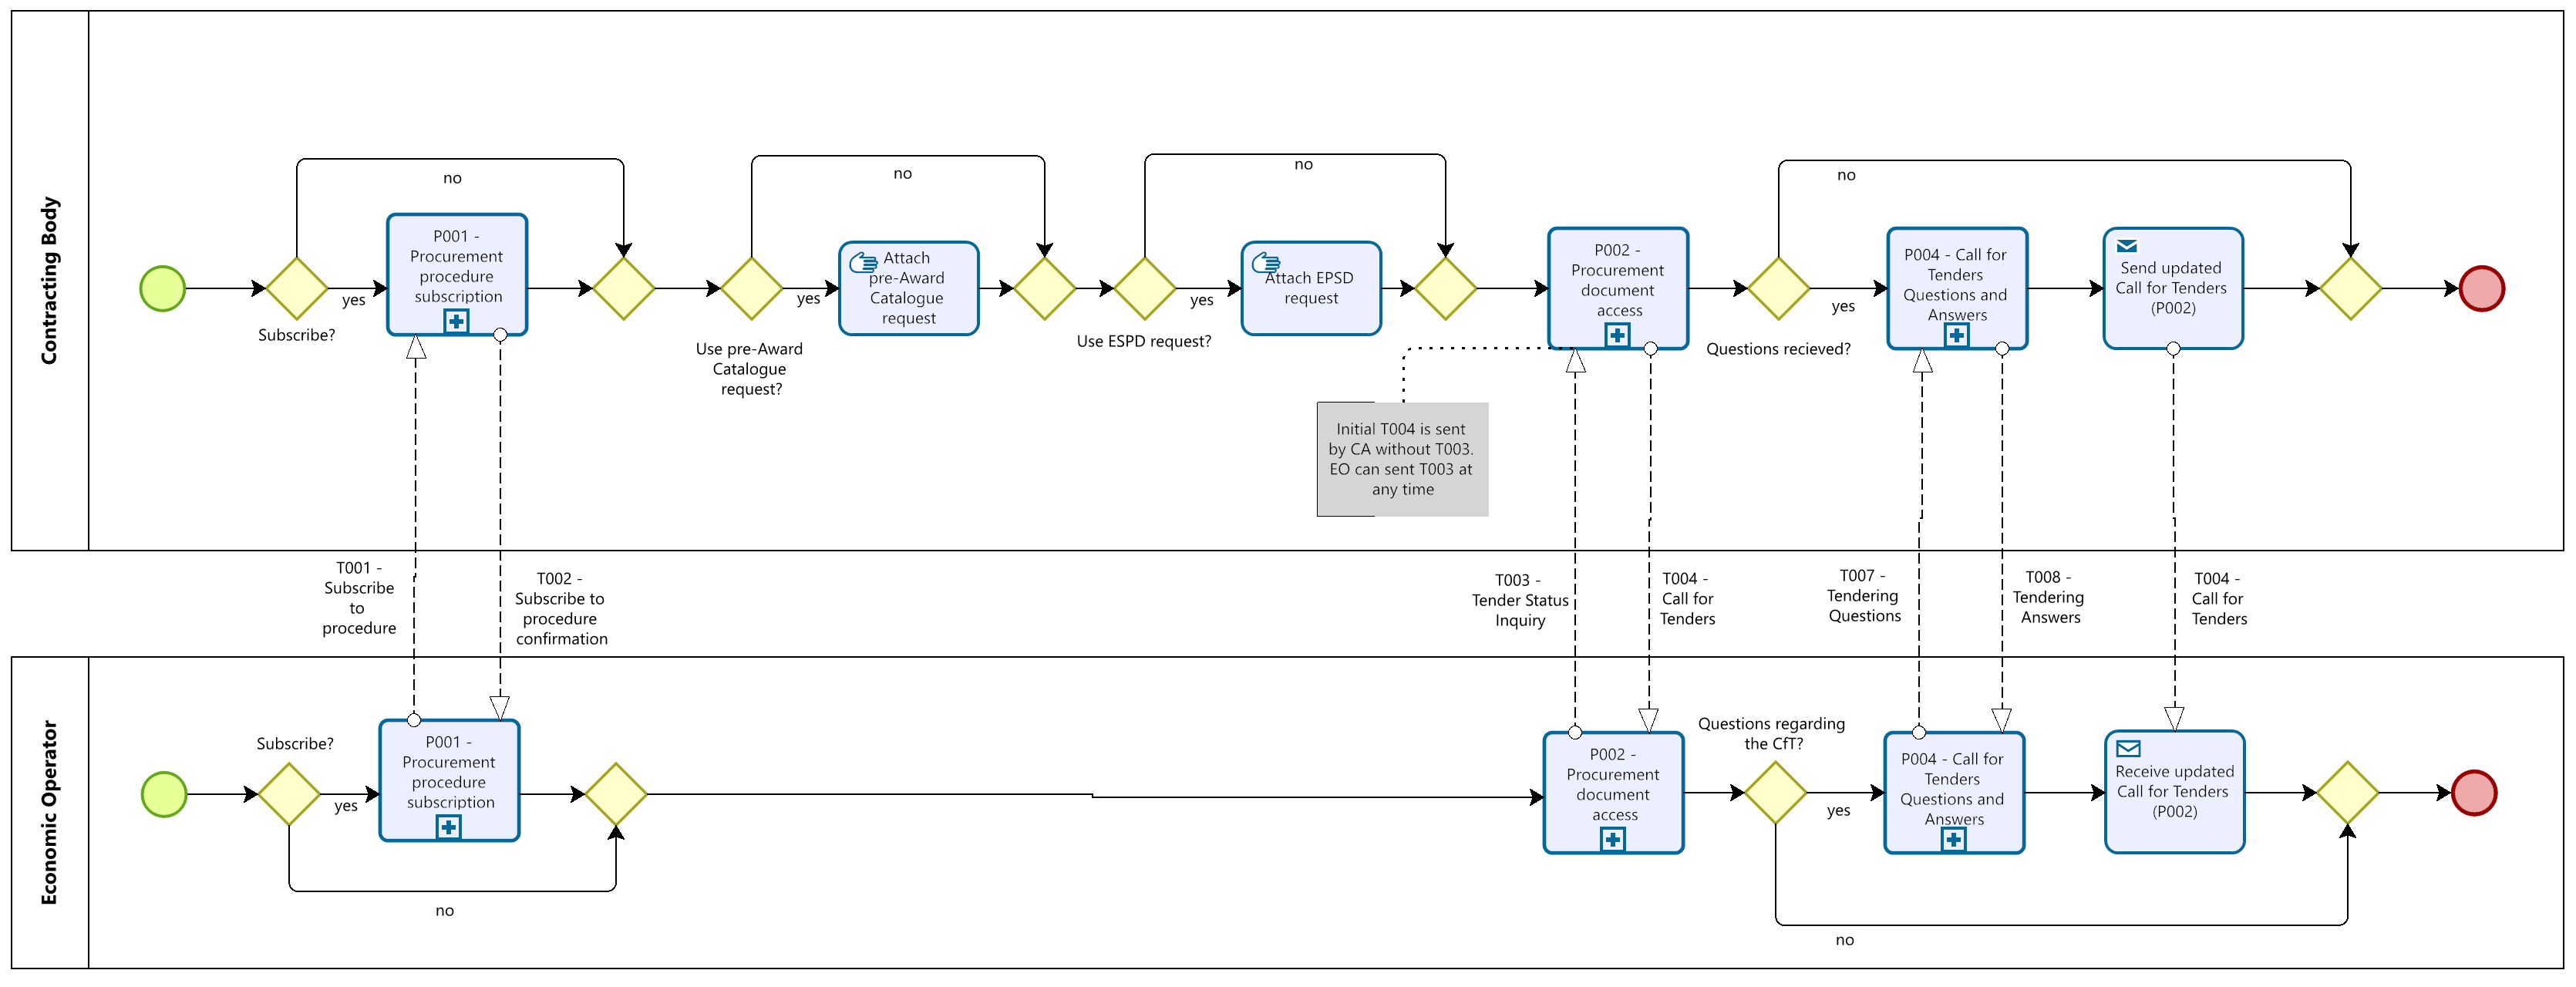 Contracting Body
no
no
no
no
P001 -
Procurement
procedure
subscription
yes
Subscribe?
yes
Attach
pre-Award
Catalogue
request
Use pre-Award
Catalogue
request?
yes
Attach EPSD
request
Use ESPD request?
P002 -
Procurement
document
access
Questions recieved?
yes
P004 - Call for
Tenders
Questions and
Answers
Send updated
Call for Tenders
(P002)
Initial T004 is sent
by CA without T003.
EO can sent T003 at
any time
T001 -
Subscribe
to
procedure
T002 -
Subscribe to
procedure
confirmation
T003 -
Tender Status
Inquiry
T004 -
Call for
Tenders
T007 -
Tendering
Questions
T008 -
Tendering
Answers
T004 -
Call for
Tenders
Economic Operator
Subscribe?
yes
P001 -
Procurement
procedure
subscription
no
P002 -
Procurement
document
access
Questions regarding
the CfT?
yes
P004 - Call for
Tenders
Questions and
Answers
Receive updated
Call for Tenders
(P002)
no